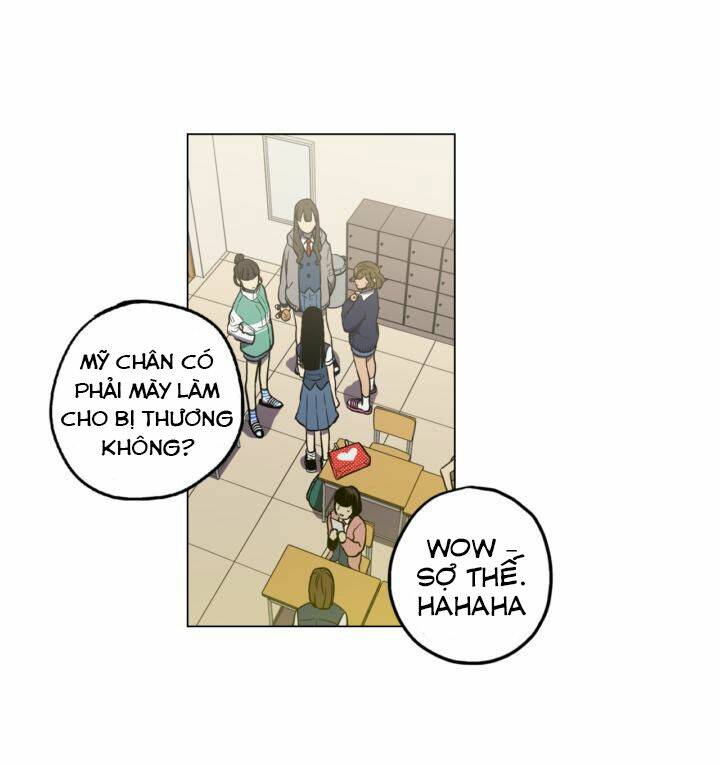 MỸ CHÂN CÓ
PHẢI MÀY LÀM
CHO BỊ THƯƠNG
KHÔNG?
WOW -
SỢ THẾ.
HAHAHA